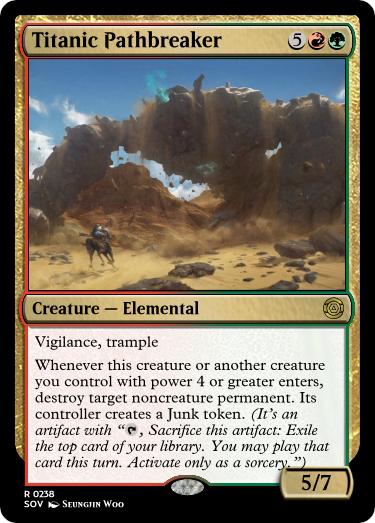 Titanic Pathbreaker 5
Creature — Elemental
Vigilance, trample
Whenever this creature or another creature
you control with power 4 or greater enters,
destroy target noncreature permanent. Its
controller creates a Junk token. (It's an
artifact with “, Sacrifice this artifact: Exile
the top card of your library. You may play that
card this turn. Activate only as a sorcery.”)
5/7
R 0238
SOV Seungjin Woo